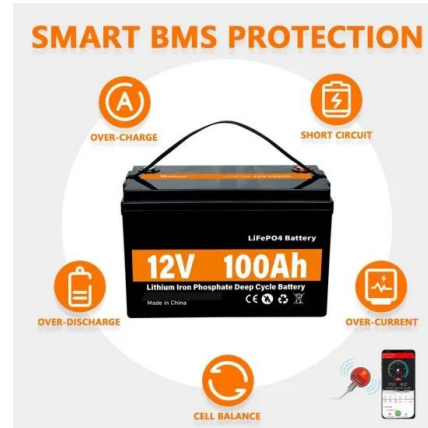 SMART BMS PROTECTION
OVER-CHARGE
SHORT CIRCUIT
LiFePO4 Battery
12V 100Ah
Lithium Iron Phosphate Deep Cycle Battery
Made in China
CE
OVER-DISCHARGE
OVER-CURRENT
CELL BALANCE